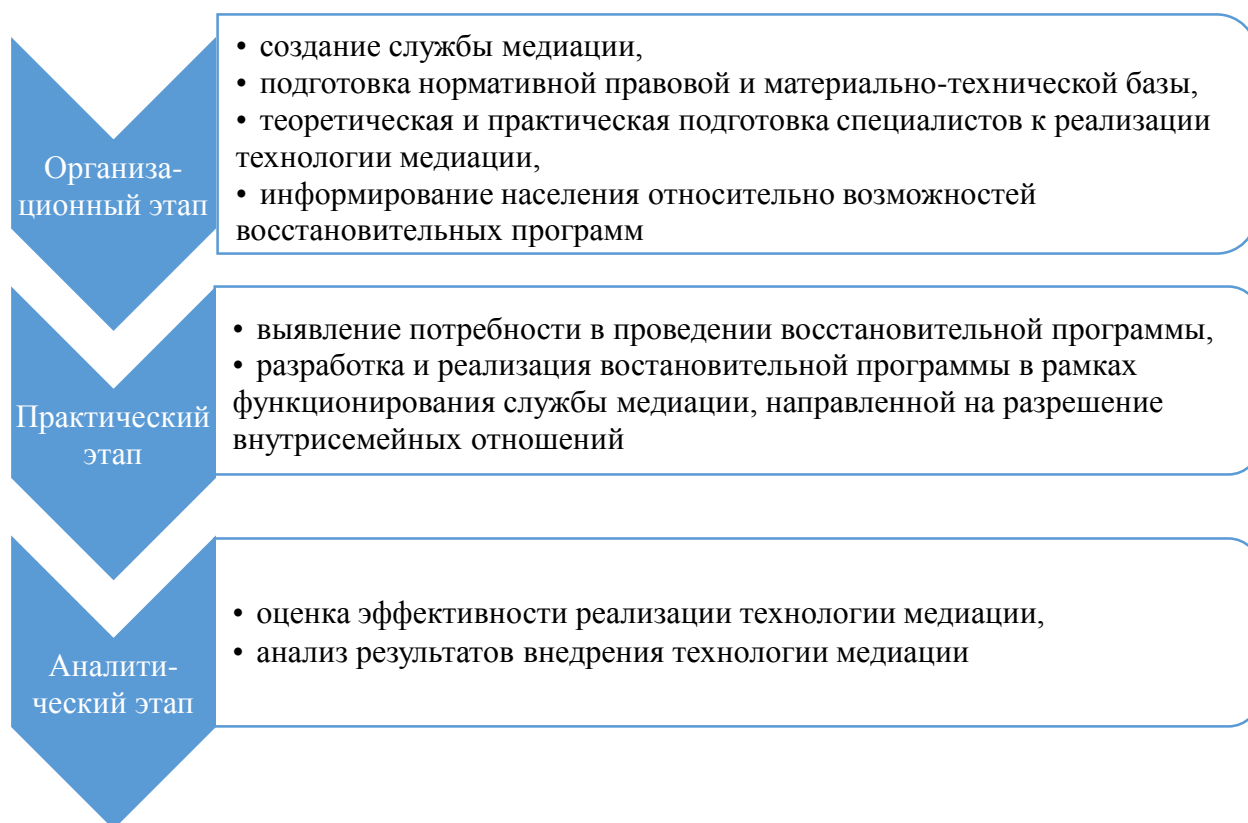 Организа-
ционный этап
• создание службы медиации,
• подготовка нормативной правовой и материально-технической базы,
• теоретическая и практическая подготовка специалистов к реализации
технологии медиации,
• информирование населения относительно возможностей
восстановительных программ
Практический
этап
• выявление потребности в проведении восстановительной программы,
• разработка и реализация востановительной программы в рамках
функционирования службы медиации, направленной на разрешение
внутрисемейных отношений
Аналити-
ческий этап
• оценка эффективности реализации технологии медиации,
• анализ результатов внедрения технологии медиации